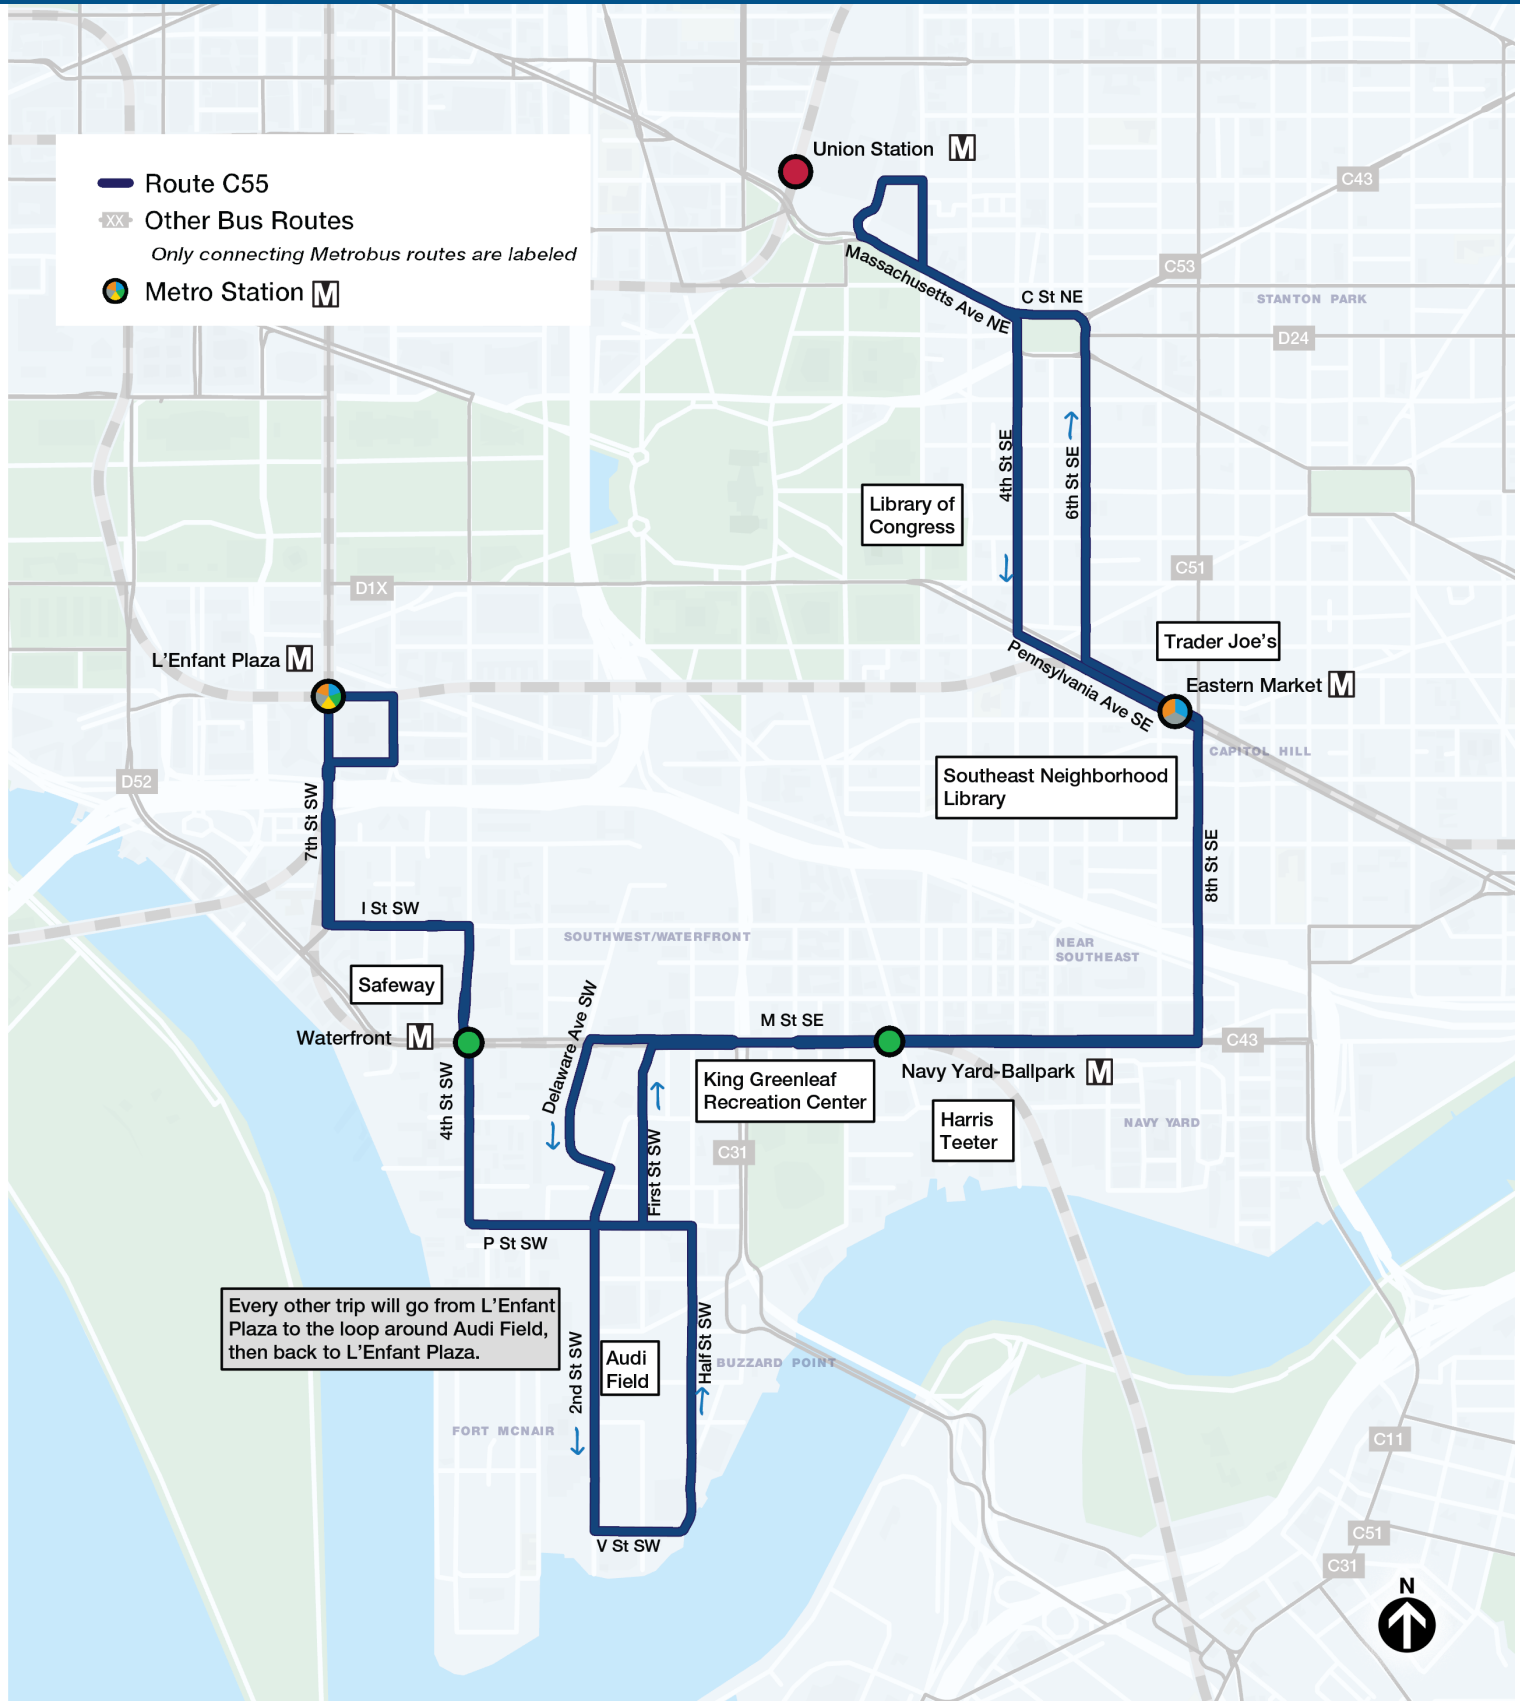 Union Station M
Route C55
XX Other Bus Routes
Only connecting Metrobus routes are labeled
Metro Station M
C43
Massachusetts Ave NE
C St NE
C53
STANTON PARK
D24
4th St SE
6th St SE
Library of
Congress
C51
D1X
Trader Joe's
L'Enfant Plaza M
Pennsylvania Ave SE
Eastern Market M
CAPITOL HILL
D52
Southeast Neighborhood
Library
7th St SW
8th St SE
I St SW
SOUTHWEST/WATERFRONT
NEAR
SOUTHEAST
Safeway
Delaware Ave SW
M St SE
Waterfront M
C43
4th St SW
King Greenleaf
Recreation Center
Navy Yard-Ballpark M
Harris
Teeter
NAVY YARD
First St SW
C31
P St SW
Every other trip will go from L'Enfant
Plaza to the loop around Audi Field,
then back to L'Enfant Plaza.
2nd St SW
Audi
Field
Half St SW
BUZZARD POINT
FORT MCNAIR
C11
C51
V St SW
C31
N